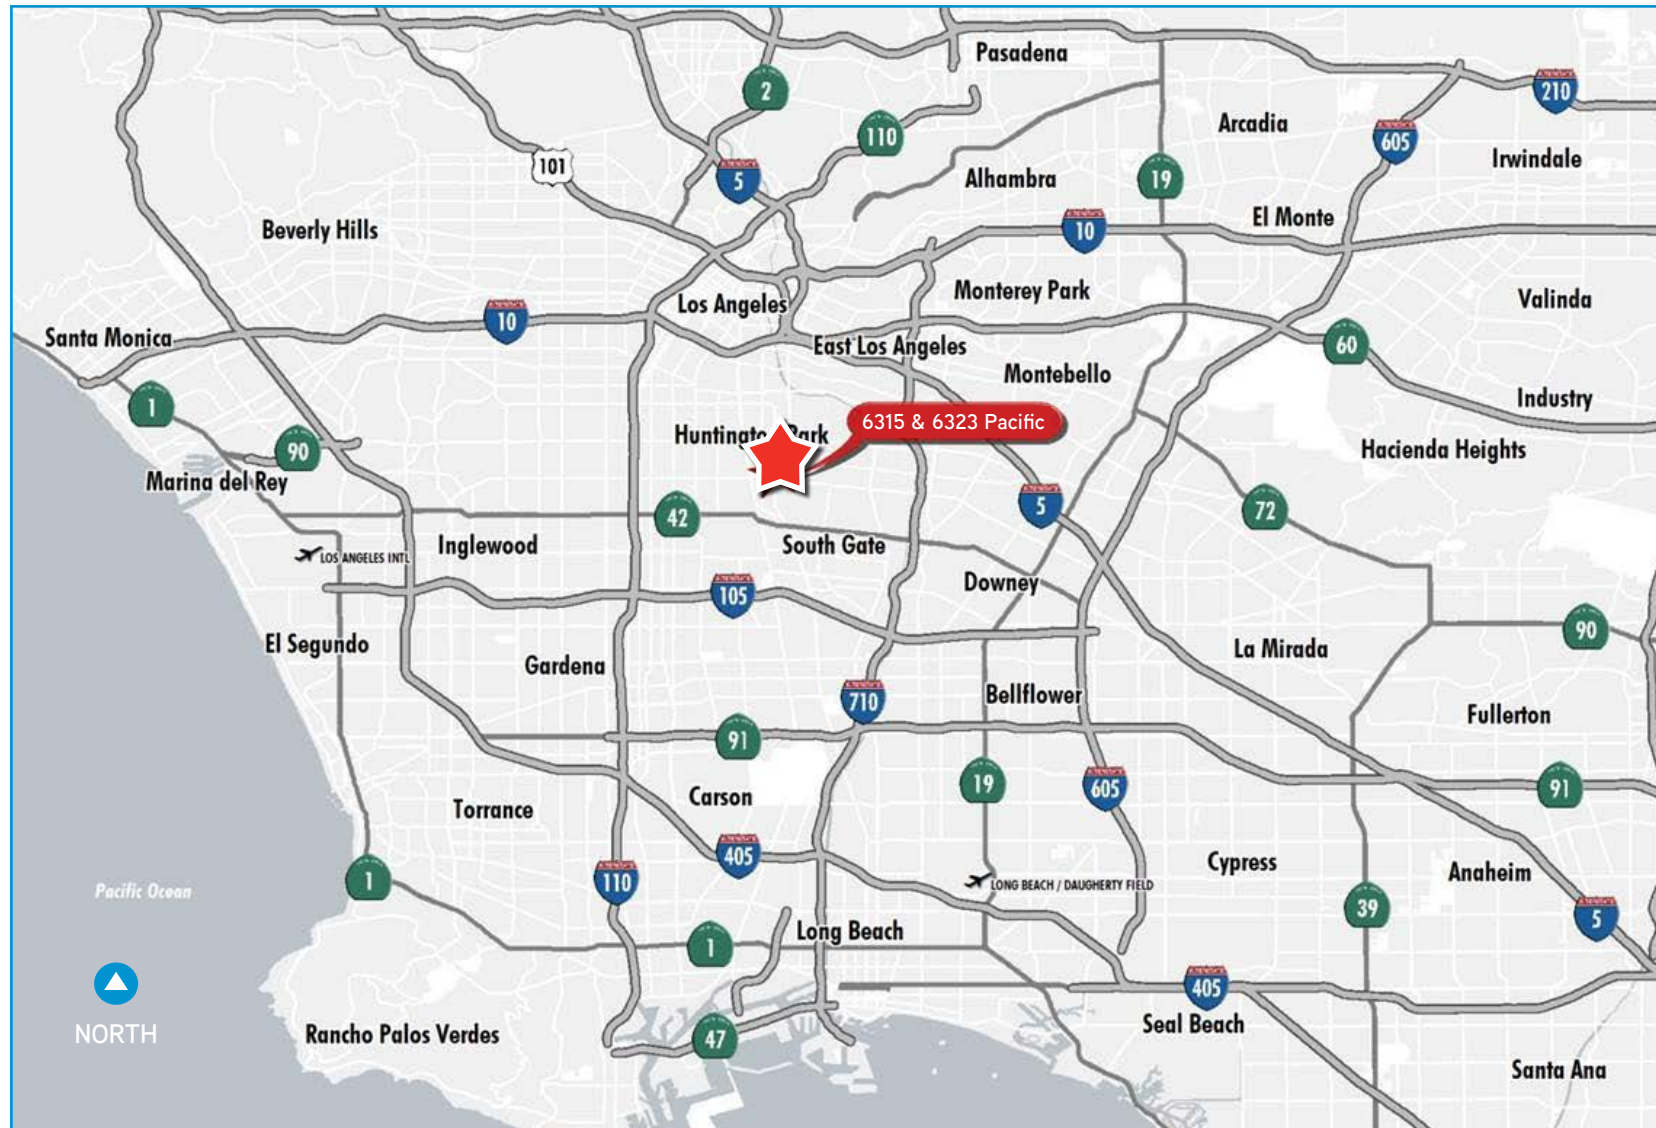 Pasadena
2
210
110
Arcadia
605
101
Irwindale
5
Alhambra
19
El Monte
10
Beverly Hills
Monterey Park
Valinda
Los Angeles
10
Santa Monica
East Los Angeles
60
Montebello
Industry
1
6315 & 6323 Pacific
Huntington Park
90
Hacienda Heights
Marina del Rey
5
72
42
Inglewood
South Gate
LOS ANGELES INTL
Downey
105
90
El Segundo
La Mirada
Gardena
Bellflower
710
Fullerton
91
19
605
91
Carson
Torrance
405
Cypress
Anaheim
1
110
LONG BEACH / DAUGHERTY FIELD
Pacific Ocean
39
5
Long Beach
1
405
Seal Beach
NORTH
Rancho Palos Verdes
47
Santa Ana